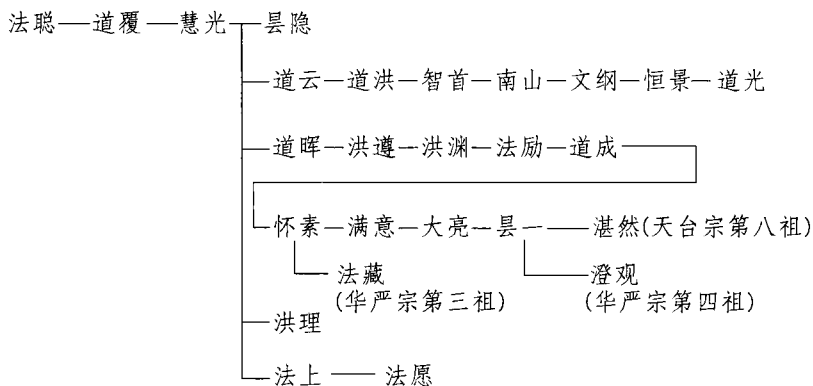 法聪—道覆—慧光—昙隐
道云—道洪—智首—南山—文纲—恒景—道光
道晖—洪遵—洪渊—法励—道成
怀素—满意—大亮—昙一—湛然(天台宗第八祖)
法藏 澄观
(华严宗第三祖) (华严宗第四祖)
洪理
法上—法愿